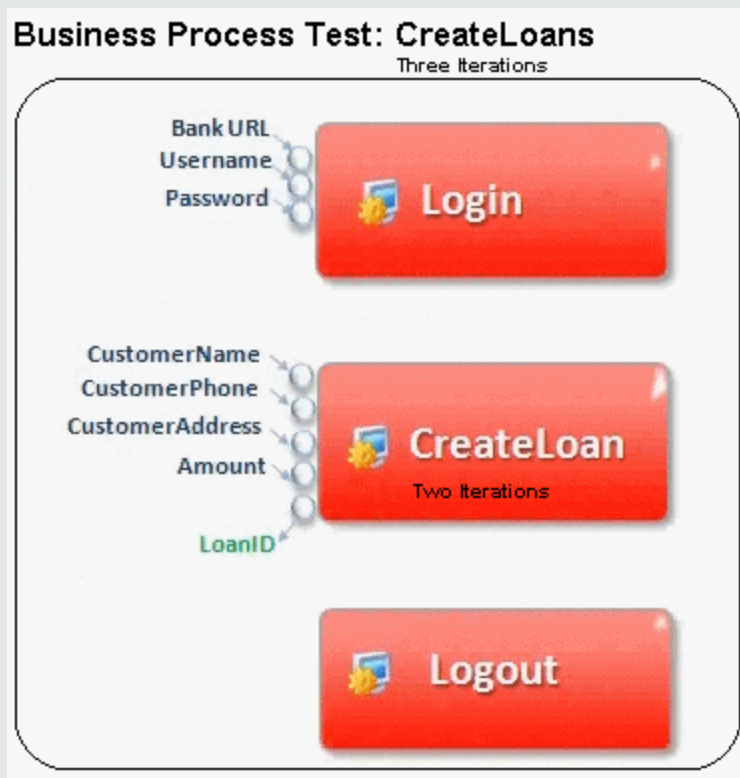 Business Process Test: CreateLoans
Three Iterations
Bank URL
Username
Password
Login
CustomerName
CustomerPhone
CustomerAddress
Amount
LoanID
CreateLoan
Two Iterations
Logout